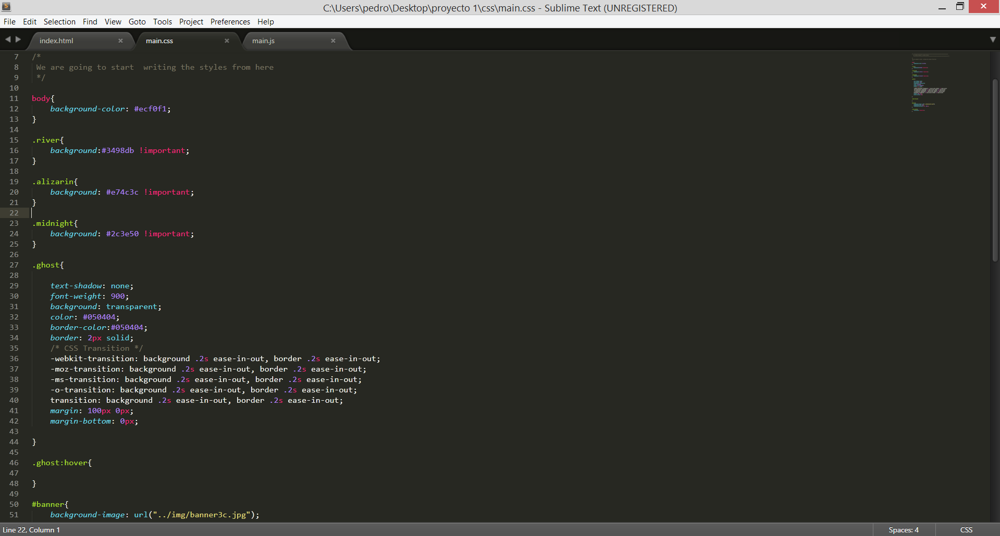 C:\Users\pedro\Desktop\proyecto 1\css\main.css - Sublime Text (UNREGISTERED)
File Edit Selection Find View Goto Tools Project Preferences Help
index.html main.css main.js
7 /*
8 We are going to start  writing the styles from here
9 */
10
11 body{
12 background-color: #ecf0f1;
13 }
14
15 .river{
16 background:#3498db !important;
17 }
18
19 .alizarin{
20 background: #e74c3c !important;
21 }
22
23 .midnight{
24 background: #2c3e50 !important;
25 }
26
27 .ghost{
28
29 text-shadow: none;
30 font-weight: 900;
31 background: transparent;
32 color: #050404;
33 border-color:#050404;
34 border: 2px solid;
35 /* CSS Transition */
36 -webkit-transition: background .2s ease-in-out, border .2s ease-in-out;
37 -moz-transition: background .2s ease-in-out, border .2s ease-in-out;
38 -ms-transition: background .2s ease-in-out, border .2s ease-in-out;
39 -o-transition: background .2s ease-in-out, border .2s ease-in-out;
40 transition: background .2s ease-in-out, border .2s ease-in-out;
41 margin: 100px 0px;
42 margin-bottom: 0px;
43
44 }
45
46 .ghost:hover{
47
48 }
49
50 #banner{
51 background-image: url("../img/banner3c.jpg");
Line 22, Column 1 Spaces: 4 CSS